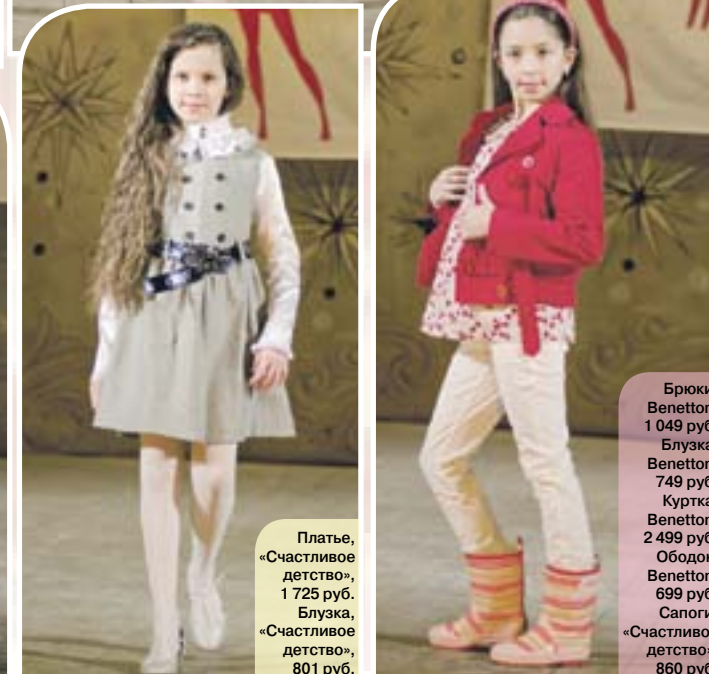 Платье,
«Счастливое
детство»,
1 725 руб.
Блузка,
«Счастливое
детство»,
801 руб.
Брюки
Benetton
1 049 руб
Блузка
Benetton
749 руб
Куртка
Benetton
2 499 руб
Ободок
Benetton
699 руб
Сапоги
«Счастливо
детство»
860 руб